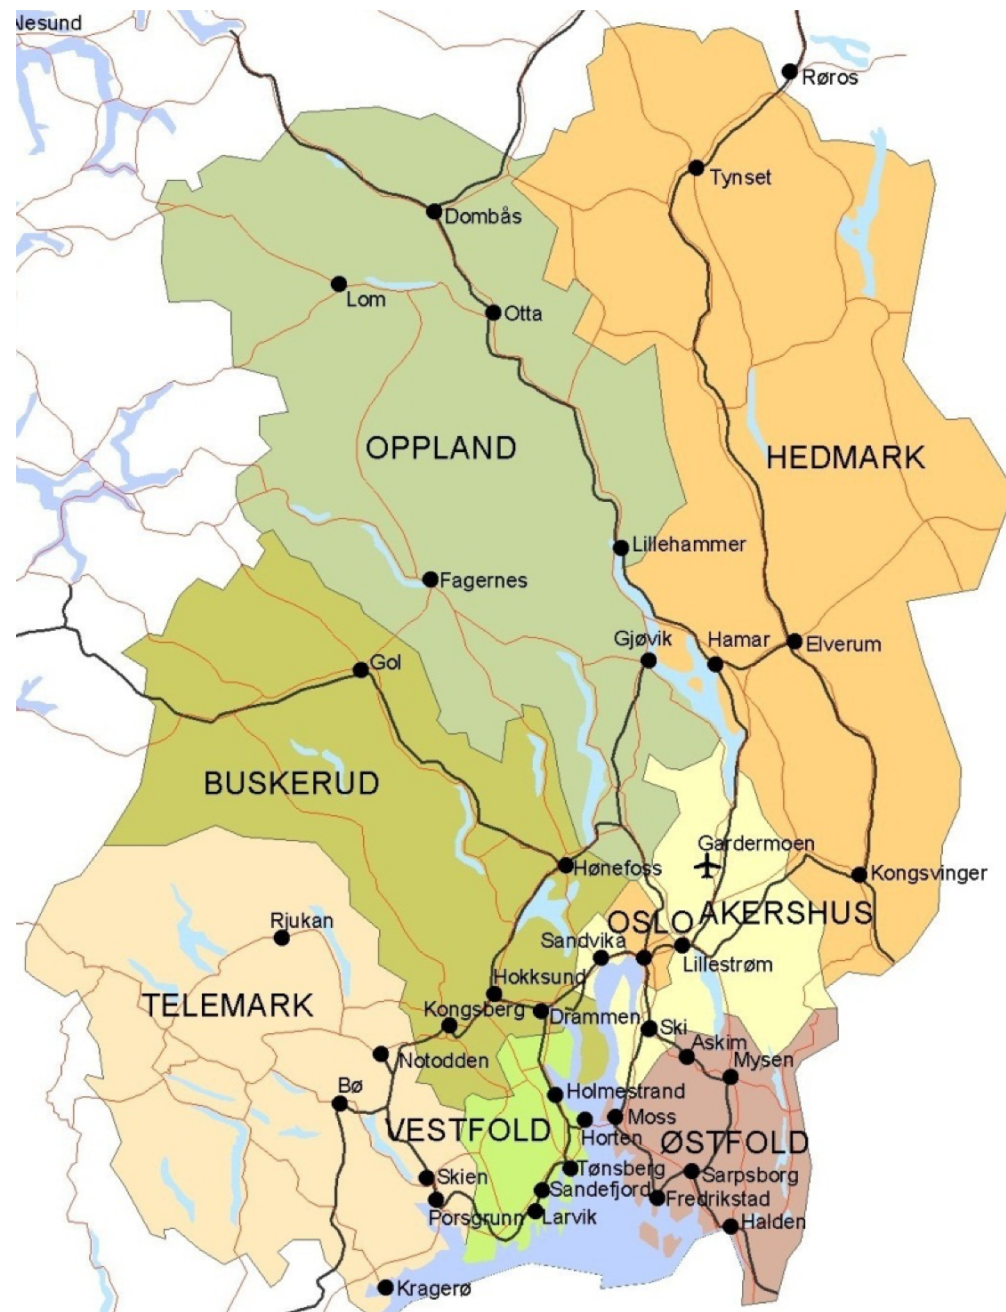 Nesund
Røros
Tynset
Dombås
Lom
Otta
OPPLAND
HEDMARK
Lillehammer
Fagernes
Gjøvik
Hamar
Elverum
Gol
BUSKERUD
Gardermoen
Hønefoss
Kongsvinger
Rjukan
OSLO
AKERSHUS
Sandvika
Lillestrøm
Hokksund
TELEMARK
Kongsberg
Drammen
Ski
Askim
Notodden
Mysen
Bø
Holmestrand
VESTFOLD
Moss
Horten
ØSTFOLD
Tønsberg
Skien
Sarpsborg
Sandefjord
Fredrikstad
Porsgrunn
Larvik
Halden
Kragerø